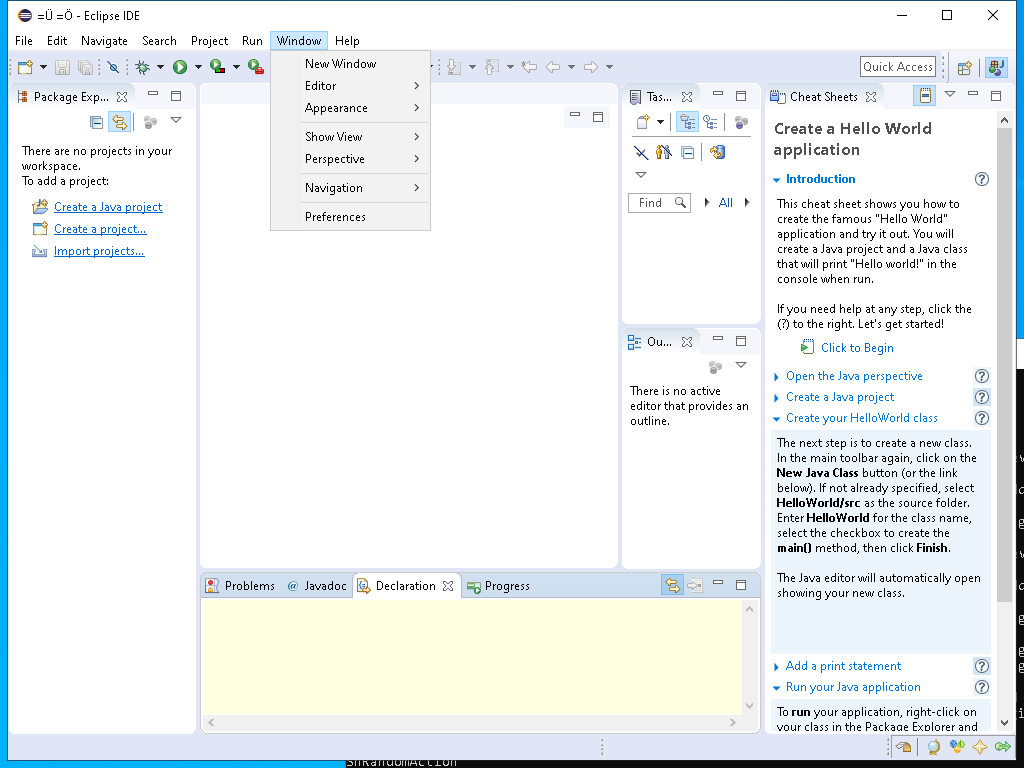 =Ü =Ö - Eclipse IDE
File Edit Navigate Search Project Run Window Help
New Window
Editor
Appearance
Show View
Perspective
Navigation
Preferences
Quick Access
Package Exp...
There are no projects in your
workspace.
To add a project:
Create a Java project
Create a project...
Import projects...
Tas...
Find
All
Ou...
There is no active
editor that provides an
outline.
Problems
@ Javadoc
Declaration
Progress
Cheat Sheets
Create a Hello World
application
Introduction
This cheat sheet shows you how to
create the famous "Hello World"
application and try it out. You will
create a Java project and a Java class
that will print "Hello world!" in the
console when run.
If you need help at any step, click the
(?) to the right. Let's get started!
Click to Begin
Open the Java perspective
Create a Java project
Create your HelloWorld class
The next step is to create a new class.
In the main toolbar again, click on the
New Java Class button (or the link
below). If not already specified, select
HelloWorld/src as the source folder.
Enter HelloWorld for the class name,
select the checkbox to create the
main() method, then click Finish.
The Java editor will automatically open
showing your new class.
Add a print statement
Run your Java application
To run your application, right-click on
your class in the Package Explorer and